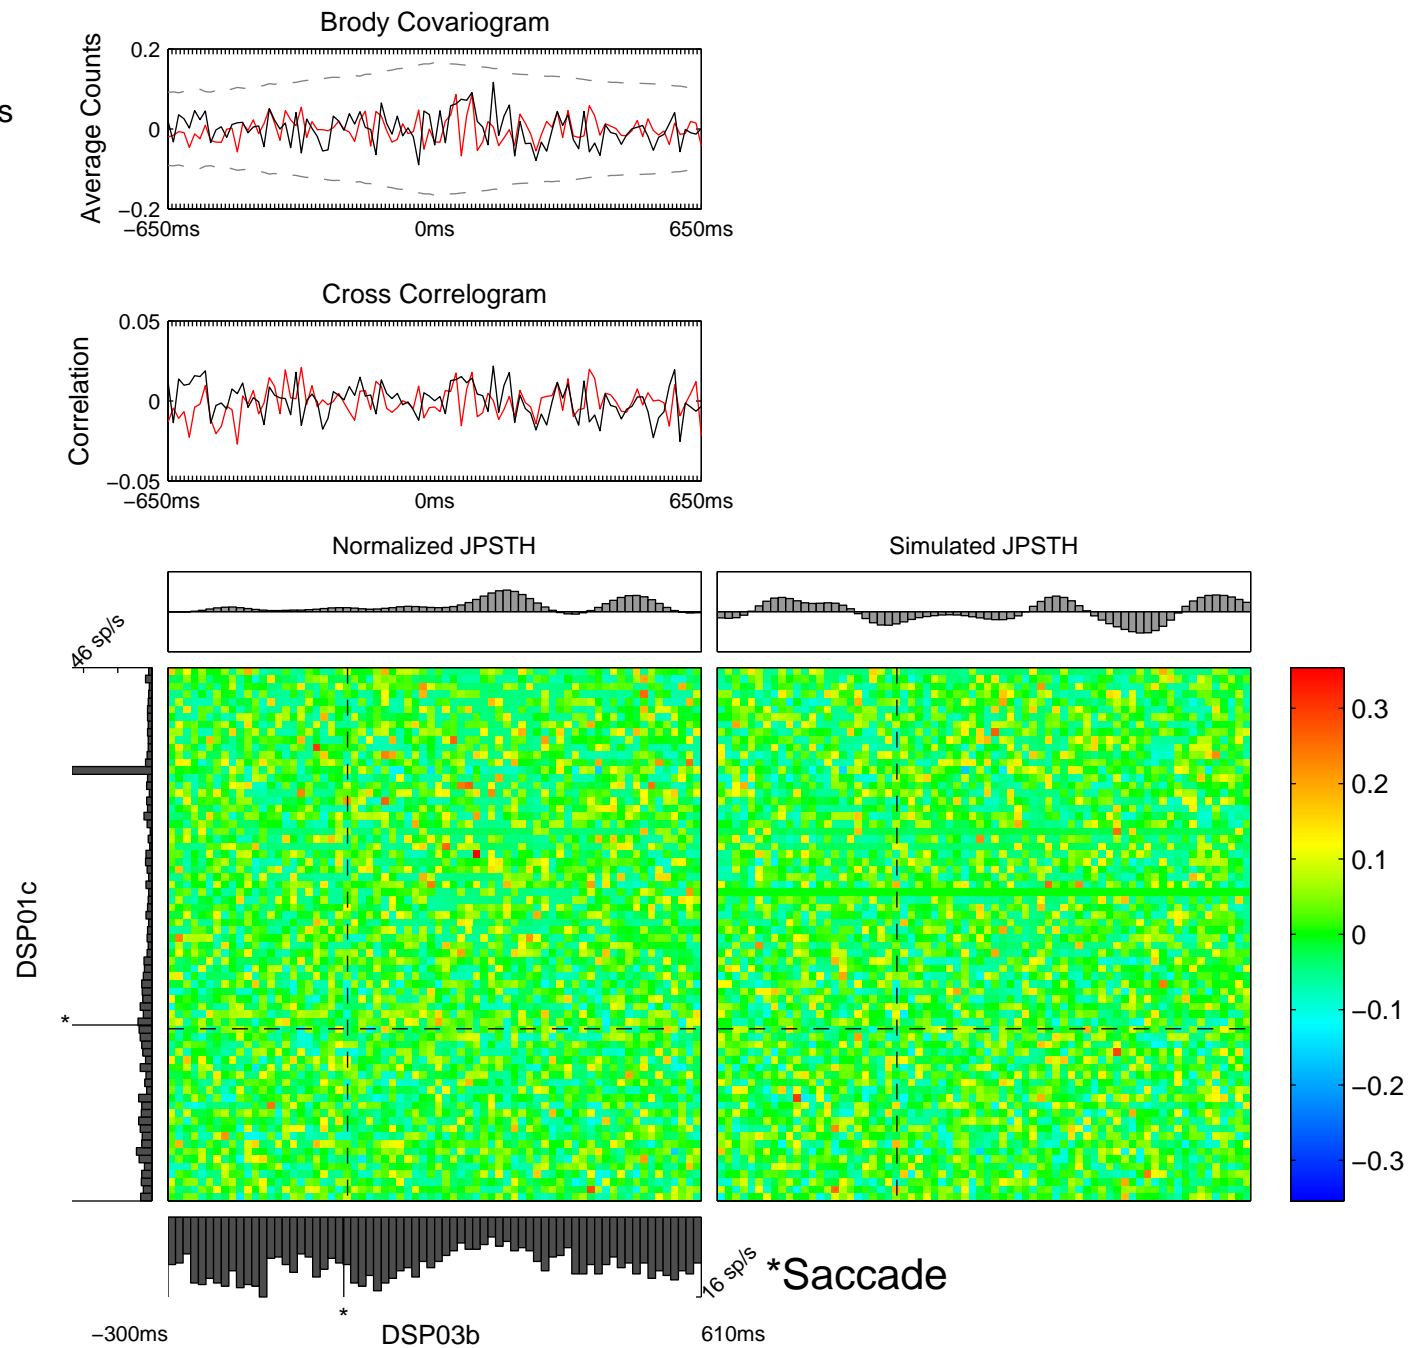 Brody Covariogram
s
Average Counts
0.2
0
−0.2
−650ms
0ms
650ms
Cross Correlogram
Correlation
0.05
0
−0.05
−650ms
0ms
650ms
Normalized JPSTH
Simulated JPSTH
46 sp/s
DSP01c
*
0.3
0.2
0.1
0
−0.1
−0.2
−0.3
16 sp/s
*Saccade
*
−300ms
DSP03b
610ms